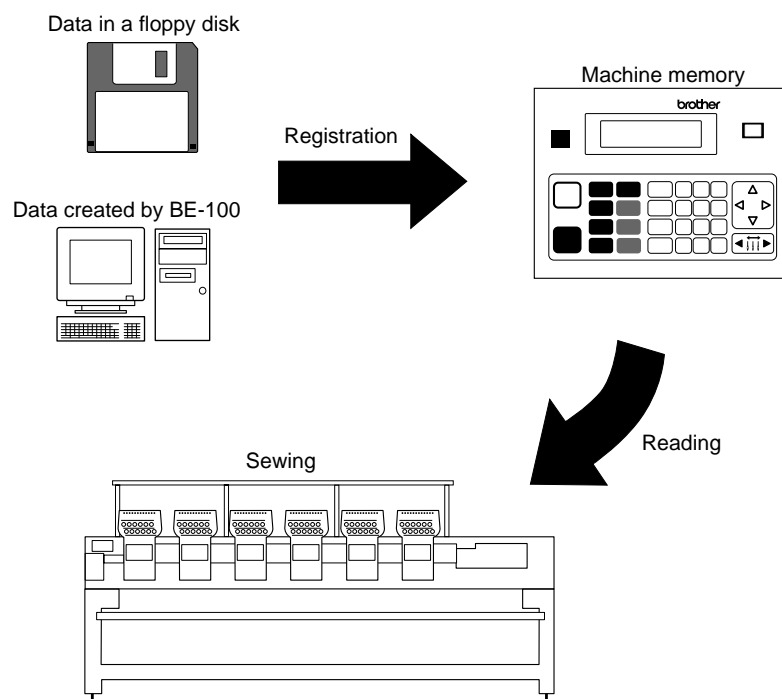 Data in a floppy disk
Machine memory
brother
Registration
Data created by BE-100
Reading
Sewing